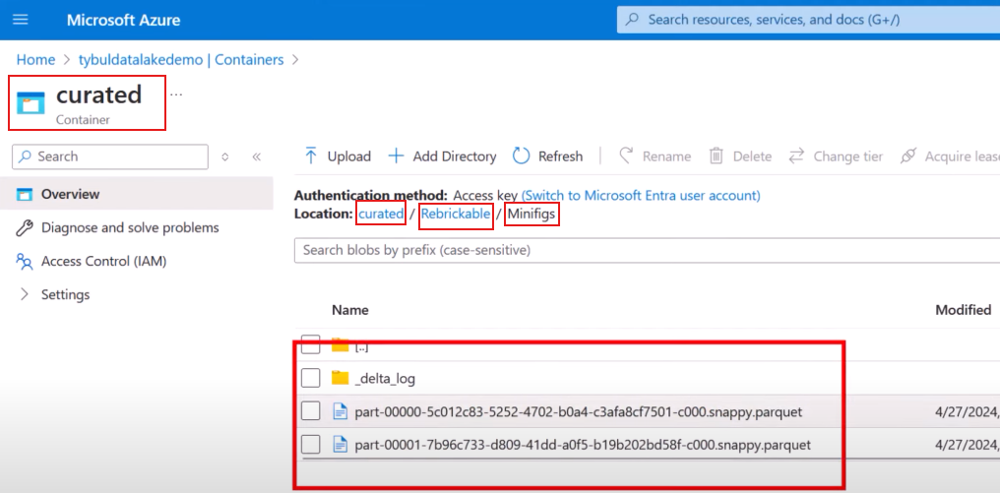 Microsoft Azure
Search resources, services, and docs (G+/)
Home > tybuldatalakedemo | Containers >
curated ...
Container
Search
Overview
Diagnose and solve problems
Access Control (IAM)
Settings
Upload
Add Directory
Refresh
Rename
Delete
Change tier
Acquire lease
Authentication method: Access key (Switch to Microsoft Entra user account)
Location: curated / Rebrickable / Minifigs
Search blobs by prefix (case-sensitive)
Name
Modified
[..]
_delta_log
part-00000-5c012c83-5252-4702-b0a4-c3afa8cf7501-c000.snappy.parquet
4/27/2024,
part-00001-7b96c733-d809-41dd-a0f5-b19b202bd58f-c000.snappy.parquet
4/27/2024,